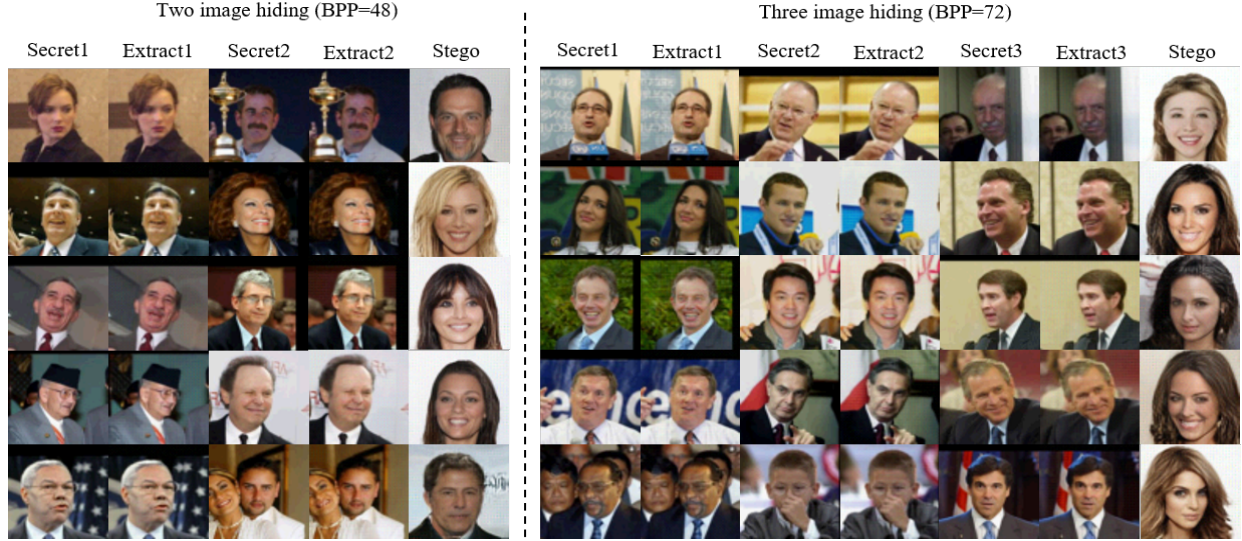 Two image hiding (BPP=48)
Secret1 Extract1 Secret2 Extract2 Stego
Three image hiding (BPP=72)
Secret1 Extract1 Secret2 Extract2 Secret3 Extract3 Stego